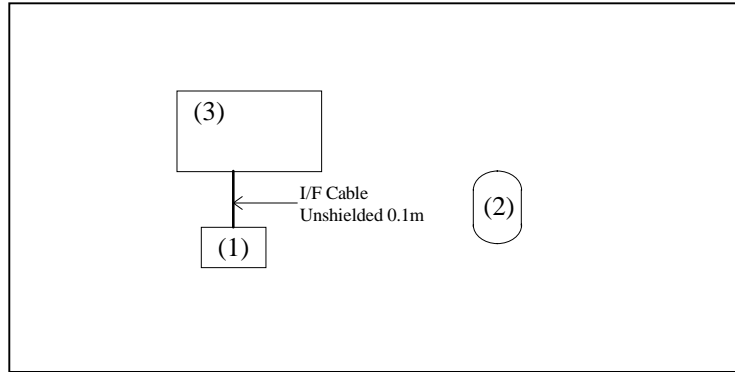 (3)
I/F Cable
Unshielded 0.1m
(2)
(1)